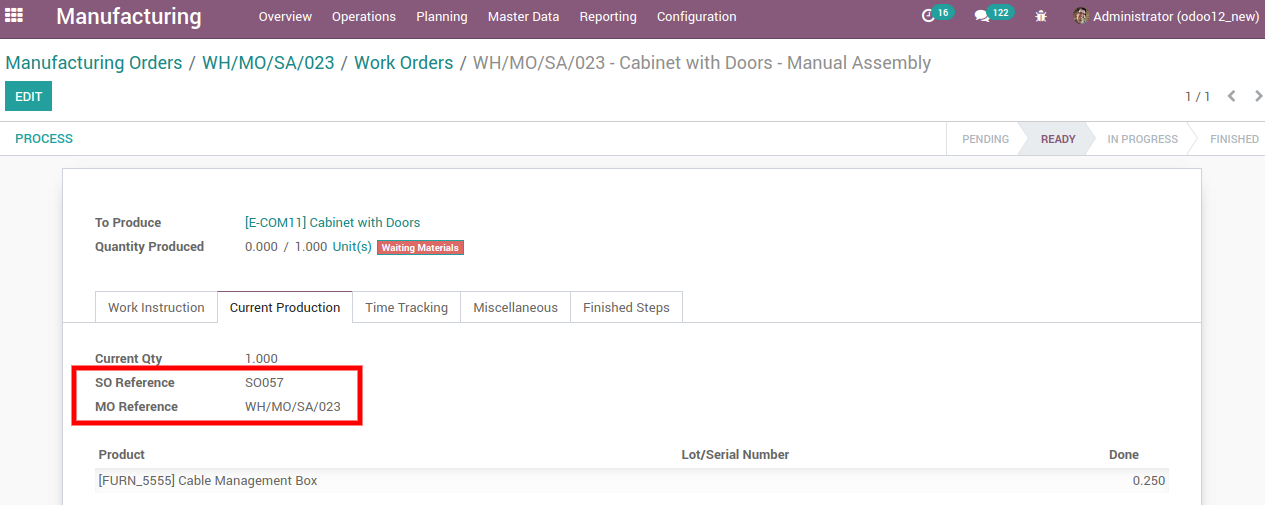 Manufacturing Overview Operations Planning Master Data Reporting Configuration 16 122 Administrator (odoo12_new)
Manufacturing Orders / WH/MO/SA/023 / Work Orders / WH/MO/SA/023 - Cabinet with Doors - Manual Assembly
EDIT 1 / 1
PROCESS PENDING READY IN PROGRESS FINISHED
To Produce [E-COM11] Cabinet with Doors
Quantity Produced 0.000 / 1.000 Unit(s) Waiting Materials
Work Instruction Current Production Time Tracking Miscellaneous Finished Steps
Current Qty 1.000
SO Reference SO057
MO Reference WH/MO/SA/023
Product Lot/Serial Number Done
[FURN_5555] Cable Management Box 0.250